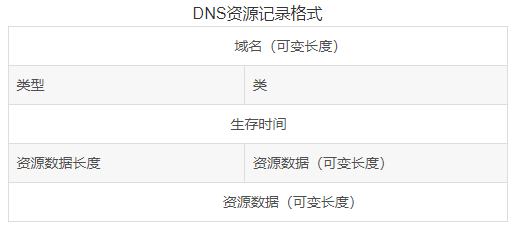 DNS资源记录格式
域名（可变长度）
类型 类
生存时间
资源数据长度 资源数据（可变长度）
资源数据（可变长度）